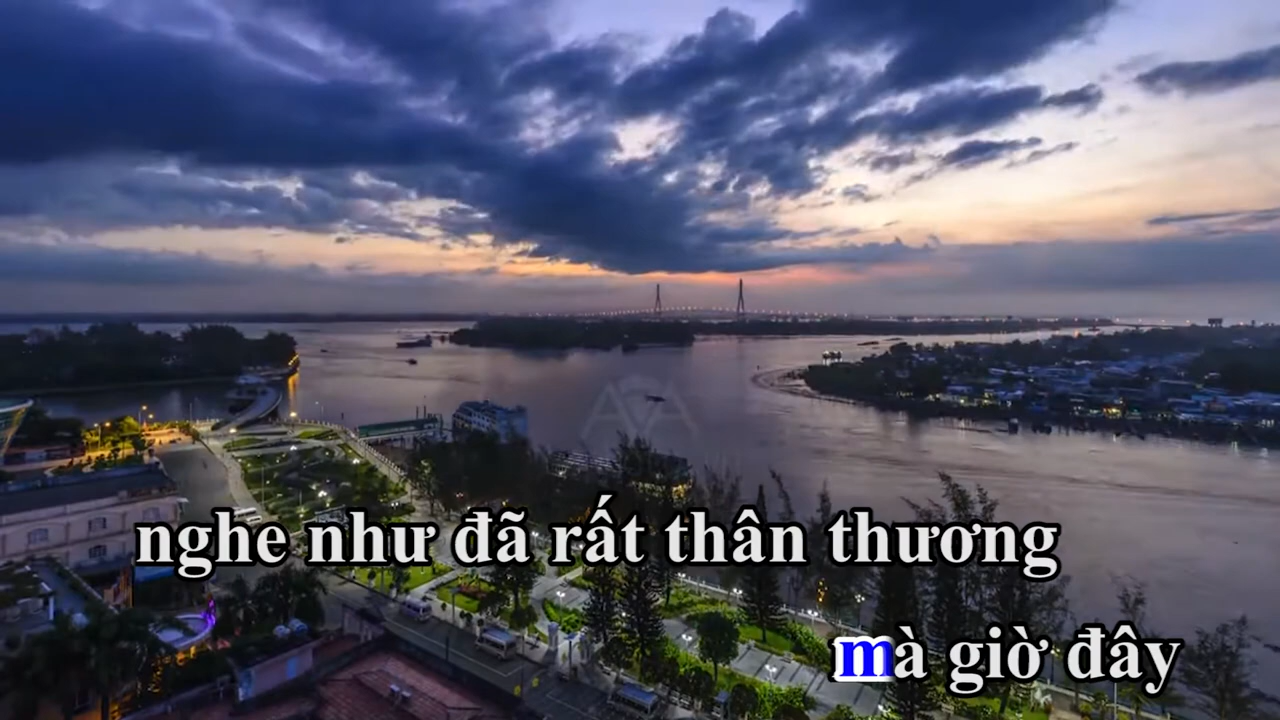 nghe như đã rất thân thương
mà giờ đây